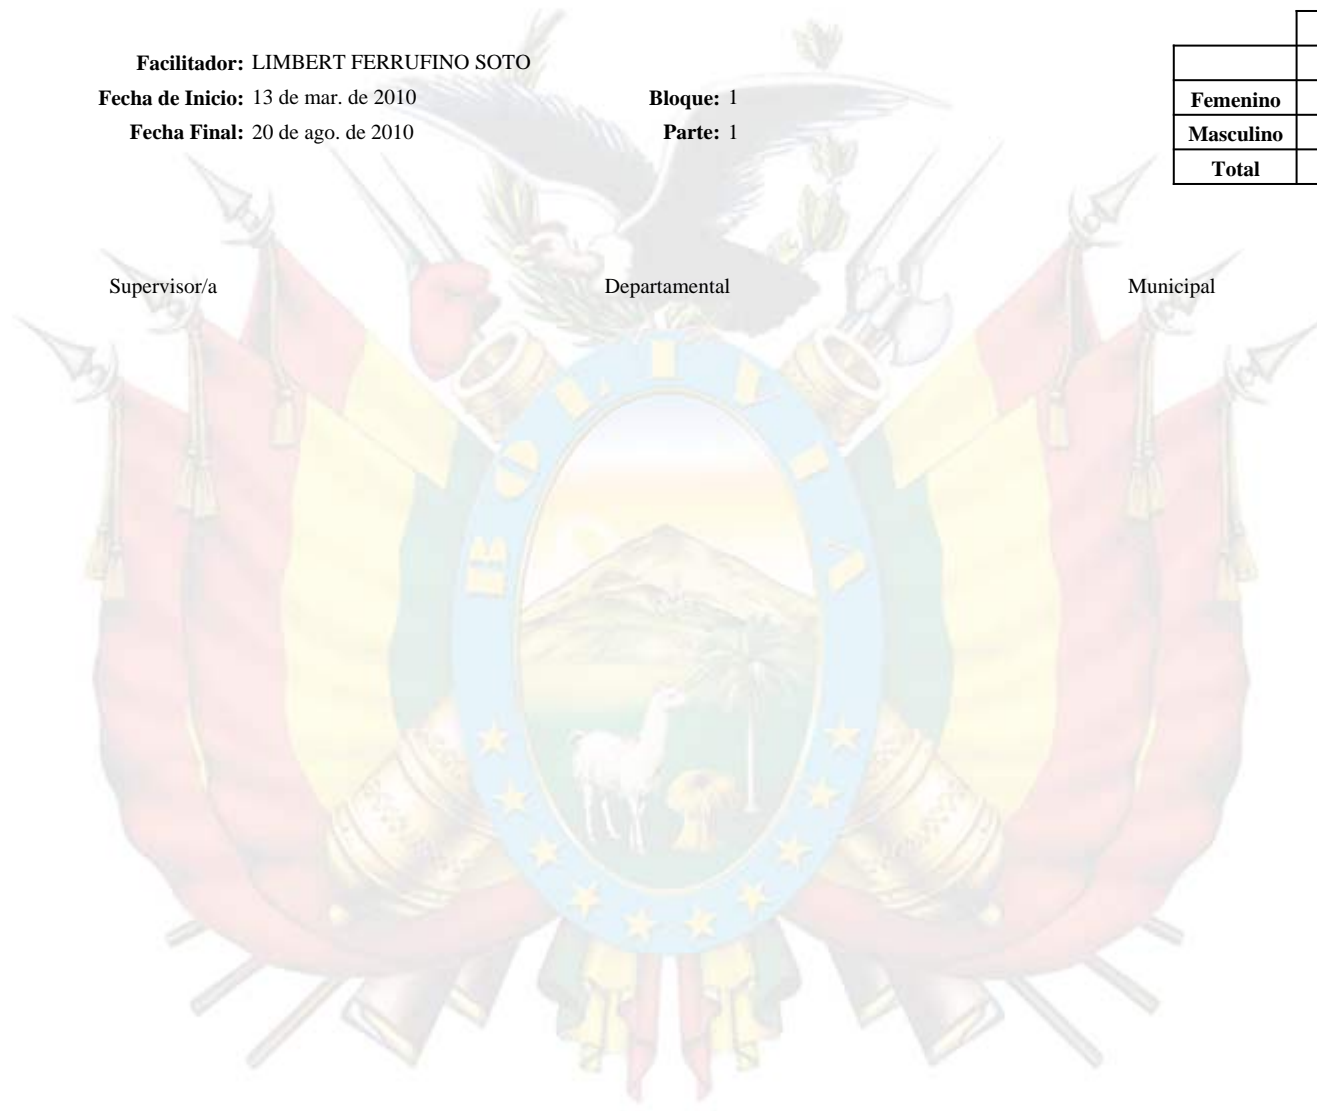 Facilitador: LIMBERT FERRUFINO SOTO
Fecha de Inicio: 13 de mar. de 2010 Bloque: 1
Femenino
Fecha Final: 20 de ago. de 2010 Parte: 1
Masculino
Total
Supervisor/a Departamental Municipal
BOLIVIA